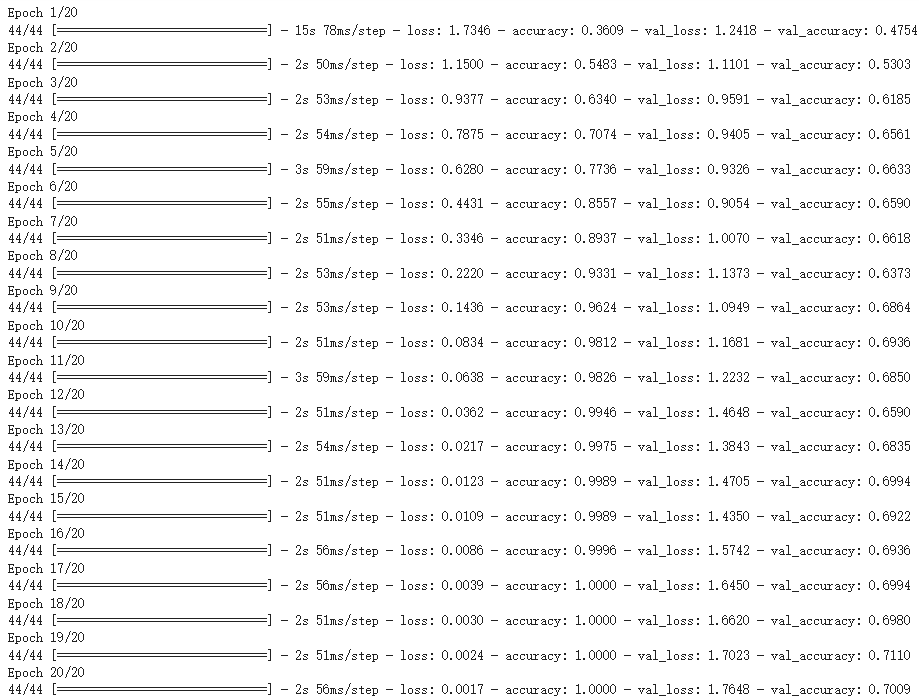 Epoch 1/20
44/44 [==============================] - 15s 78ms/step - loss: 1.7346 - accuracy: 0.3609 - val_loss: 1.2418 - val_accuracy: 0.4754
Epoch 2/20
44/44 [==============================] - 2s 50ms/step - loss: 1.1500 - accuracy: 0.5483 - val_loss: 1.1101 - val_accuracy: 0.5303
Epoch 3/20
44/44 [==============================] - 2s 53ms/step - loss: 0.9377 - accuracy: 0.6340 - val_loss: 0.9591 - val_accuracy: 0.6185
Epoch 4/20
44/44 [==============================] - 2s 54ms/step - loss: 0.7875 - accuracy: 0.7074 - val_loss: 0.9405 - val_accuracy: 0.6561
Epoch 5/20
44/44 [==============================] - 3s 59ms/step - loss: 0.6280 - accuracy: 0.7736 - val_loss: 0.9326 - val_accuracy: 0.6633
Epoch 6/20
44/44 [==============================] - 2s 55ms/step - loss: 0.4431 - accuracy: 0.8557 - val_loss: 0.9054 - val_accuracy: 0.6590
Epoch 7/20
44/44 [==============================] - 2s 51ms/step - loss: 0.3346 - accuracy: 0.8937 - val_loss: 1.0070 - val_accuracy: 0.6618
Epoch 8/20
44/44 [==============================] - 2s 53ms/step - loss: 0.2220 - accuracy: 0.9331 - val_loss: 1.1373 - val_accuracy: 0.6373
Epoch 9/20
44/44 [==============================] - 2s 53ms/step - loss: 0.1436 - accuracy: 0.9624 - val_loss: 1.0949 - val_accuracy: 0.6864
Epoch 10/20
44/44 [==============================] - 2s 51ms/step - loss: 0.0834 - accuracy: 0.9812 - val_loss: 1.1681 - val_accuracy: 0.6936
Epoch 11/20
44/44 [==============================] - 3s 59ms/step - loss: 0.0638 - accuracy: 0.9826 - val_loss: 1.2232 - val_accuracy: 0.6850
Epoch 12/20
44/44 [==============================] - 2s 51ms/step - loss: 0.0362 - accuracy: 0.9946 - val_loss: 1.4648 - val_accuracy: 0.6590
Epoch 13/20
44/44 [==============================] - 2s 54ms/step - loss: 0.0217 - accuracy: 0.9975 - val_loss: 1.3843 - val_accuracy: 0.6835
Epoch 14/20
44/44 [==============================] - 2s 51ms/step - loss: 0.0123 - accuracy: 0.9989 - val_loss: 1.4705 - val_accuracy: 0.6994
Epoch 15/20
44/44 [==============================] - 2s 51ms/step - loss: 0.0109 - accuracy: 0.9989 - val_loss: 1.4350 - val_accuracy: 0.6922
Epoch 16/20
44/44 [==============================] - 2s 56ms/step - loss: 0.0086 - accuracy: 0.9996 - val_loss: 1.5742 - val_accuracy: 0.6936
Epoch 17/20
44/44 [==============================] - 2s 56ms/step - loss: 0.0039 - accuracy: 1.0000 - val_loss: 1.6450 - val_accuracy: 0.6994
Epoch 18/20
44/44 [==============================] - 2s 51ms/step - loss: 0.0030 - accuracy: 1.0000 - val_loss: 1.6620 - val_accuracy: 0.6980
Epoch 19/20
44/44 [==============================] - 2s 51ms/step - loss: 0.0024 - accuracy: 1.0000 - val_loss: 1.7023 - val_accuracy: 0.7110
Epoch 20/20
44/44 [==============================] - 2s 56ms/step - loss: 0.0017 - accuracy: 1.0000 - val_loss: 1.7648 - val_accuracy: 0.7009